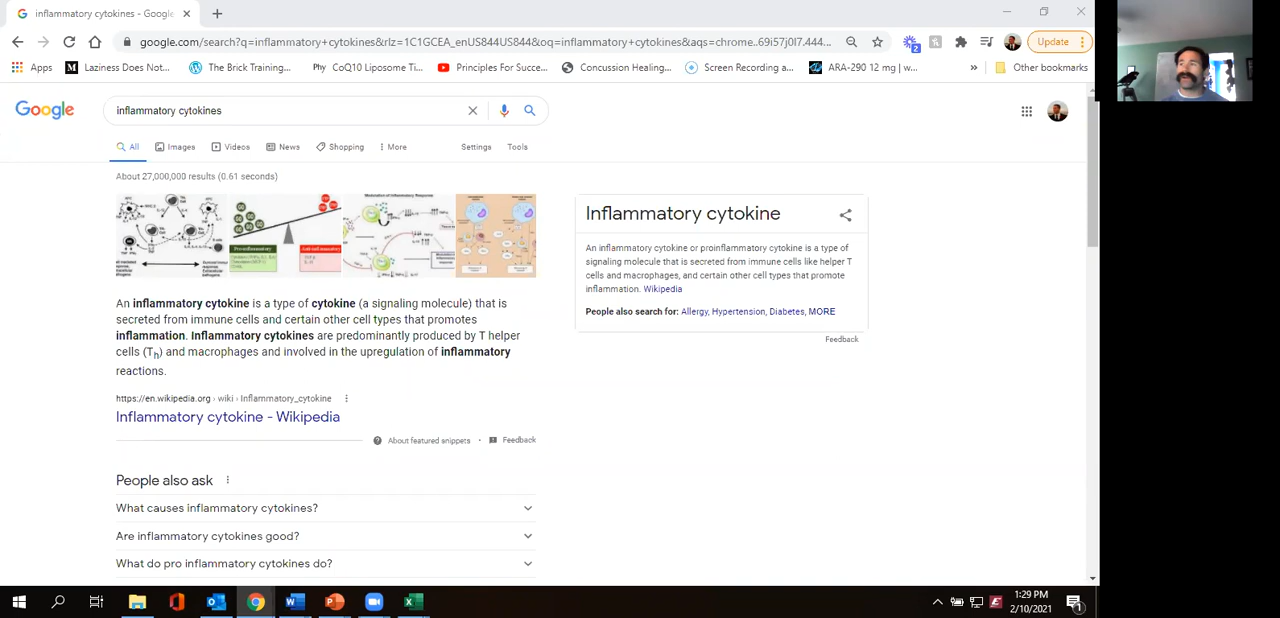 inflammatory cytokines - Google
google.com/search?q=inflammatory+cytokines&rlz=1C1GCEA_enUS844US844&oq=inflammatory+cytokines&aqs=chrome..69i57j0l7.444...
Update
2
Apps
Laziness Does Not...
The Brick Training...
Phy CoQ10 Liposome Ti...
Principles For Succe...
Concussion Healing...
Screen Recording a...
ARA-290 12 mg | w...
»
Other bookmarks
Google
inflammatory cytokines
All
Images
Videos
News
Shopping
More
Settings
Tools
About 27,000,000 results (0.61 seconds)
Inflammatory cytokine
An inflammatory cytokine or proinflammatory cytokine is a type of
signaling molecule that is secreted from immune cells like helper T
cells and macrophages, and certain other cell types that promote
inflammation. Wikipedia
People also search for: Allergy, Hypertension, Diabetes, MORE
Feedback
An inflammatory cytokine is a type of cytokine (a signaling molecule) that is
secreted from immune cells and certain other cell types that promotes
inflammation. Inflammatory cytokines are predominantly produced by T helper
cells (Th) and macrophages and involved in the upregulation of inflammatory
reactions.
https://en.wikipedia.org › wiki › Inflammatory_cytokine
Inflammatory cytokine - Wikipedia
About featured snippets
Feedback
People also ask
What causes inflammatory cytokines?
Are inflammatory cytokines good?
What do pro inflammatory cytokines do?
1:29 PM
2/10/2021
1